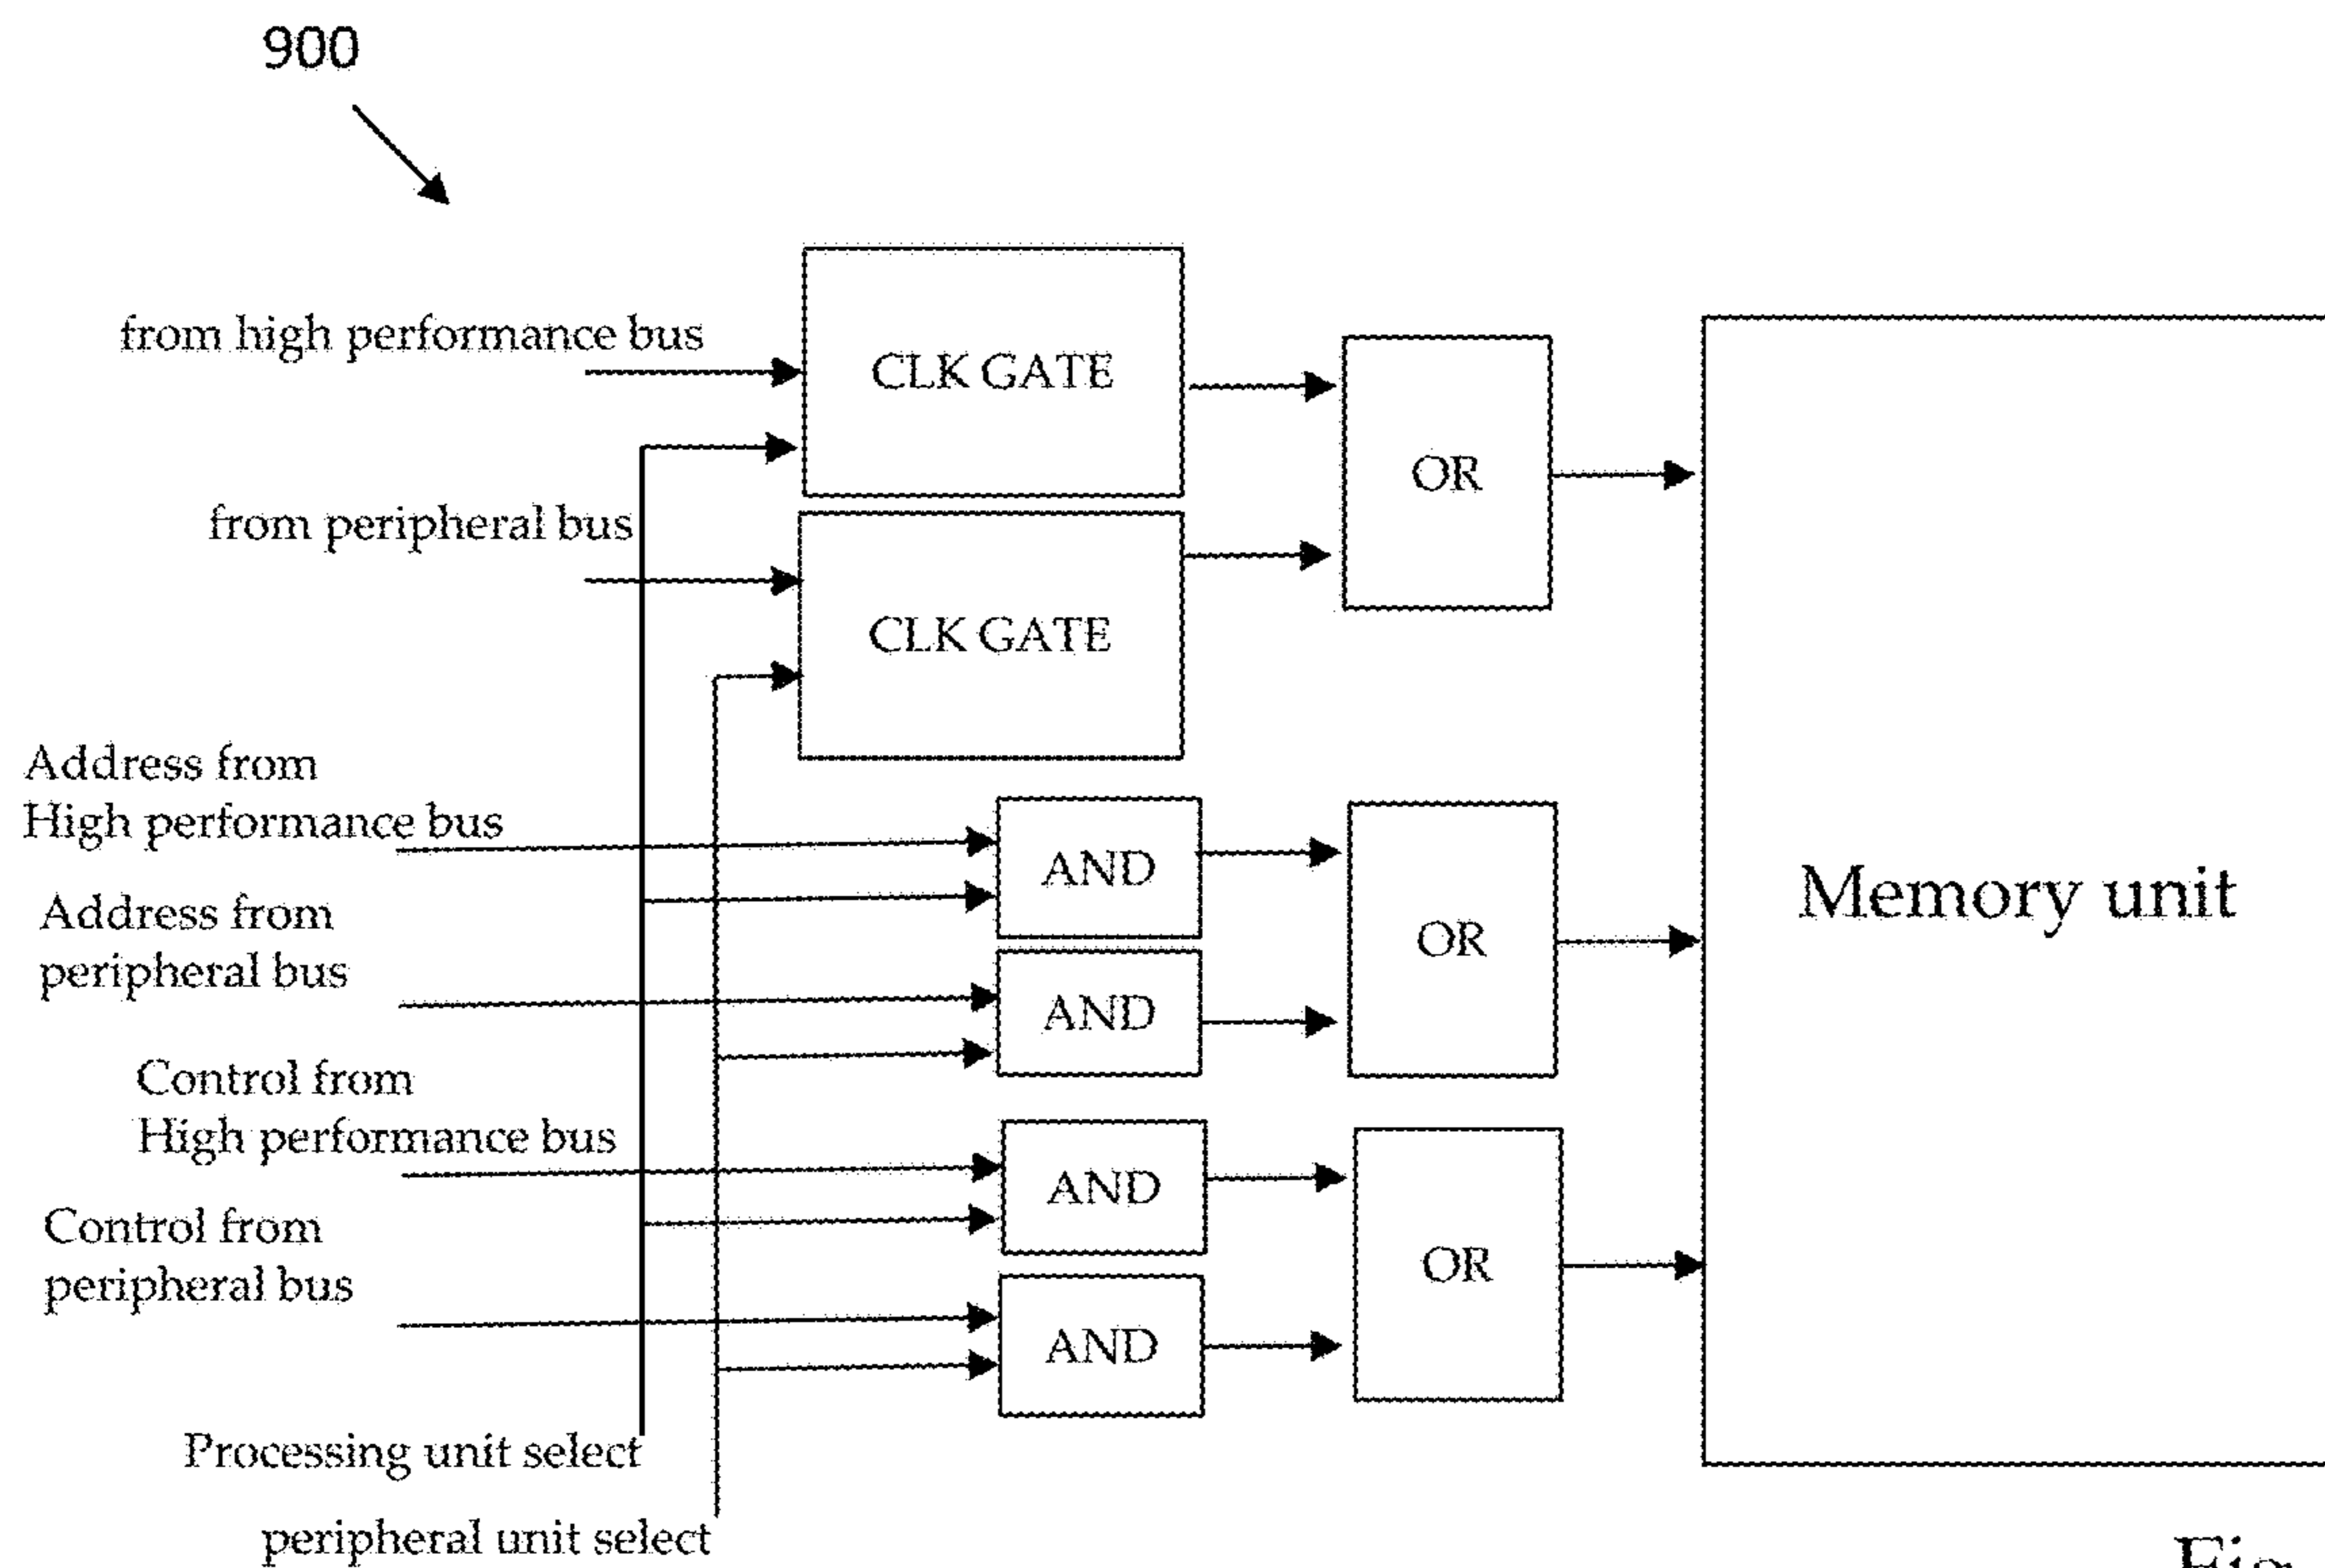 900
from high performance bus
CLK GATE
OR
from peripheral bus
CLK GATE
Address from
High performance bus
AND
Memory unit
OR
Address from
peripheral bus
AND
Control from
High performance bus
AND
OR
Control from
peripheral bus
AND
Processing unit select
peripheral unit select
Fig